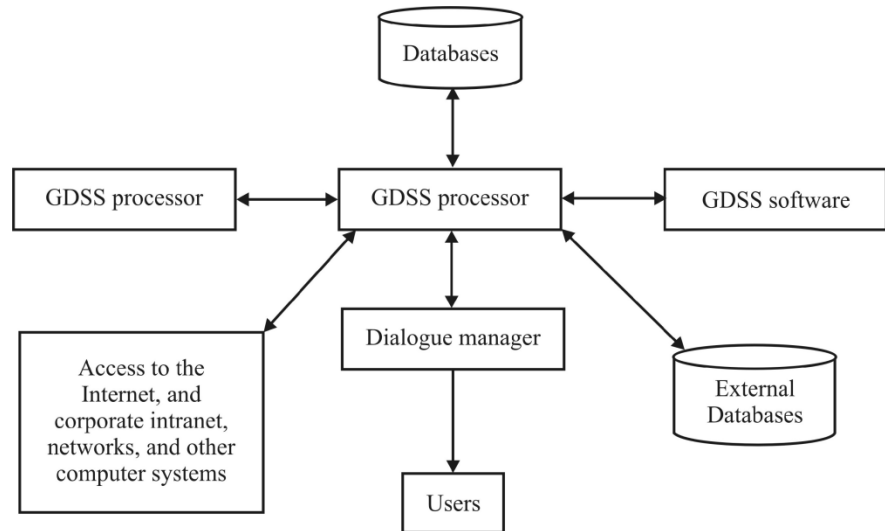 Databases
GDSS processor
GDSS processor
GDSS software
Dialogue manager
Access to the
Internet, and
corporate intranet,
networks, and other
computer systems
External
Databases
Users